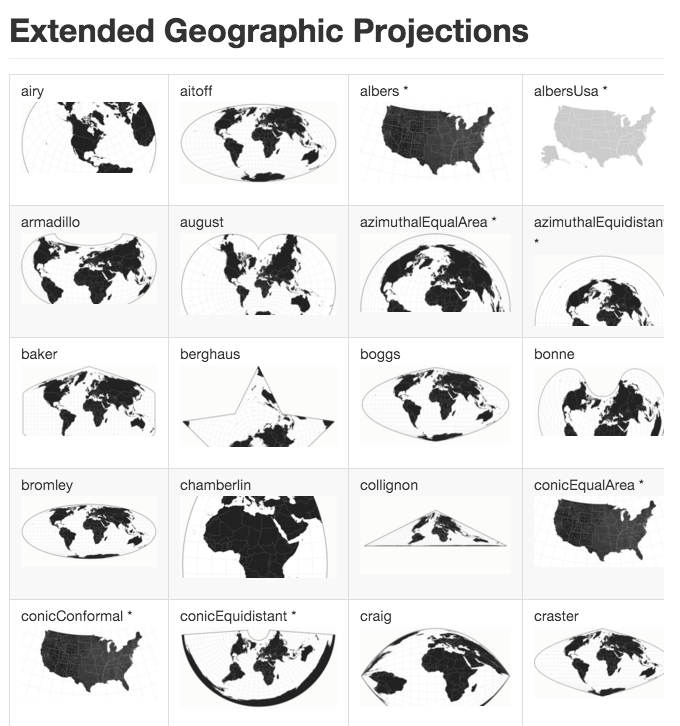 Extended Geographic Projections
airy
aitoff
albers *
albersUsa *
armadillo
august
azimuthalEqualArea *
azimuthalEquidistan
*
baker
berghaus
boggs
bonne
bromley
chamberlin
collignon
conicEqualArea *
conicConformal *
conicEquidistant *
craig
craster